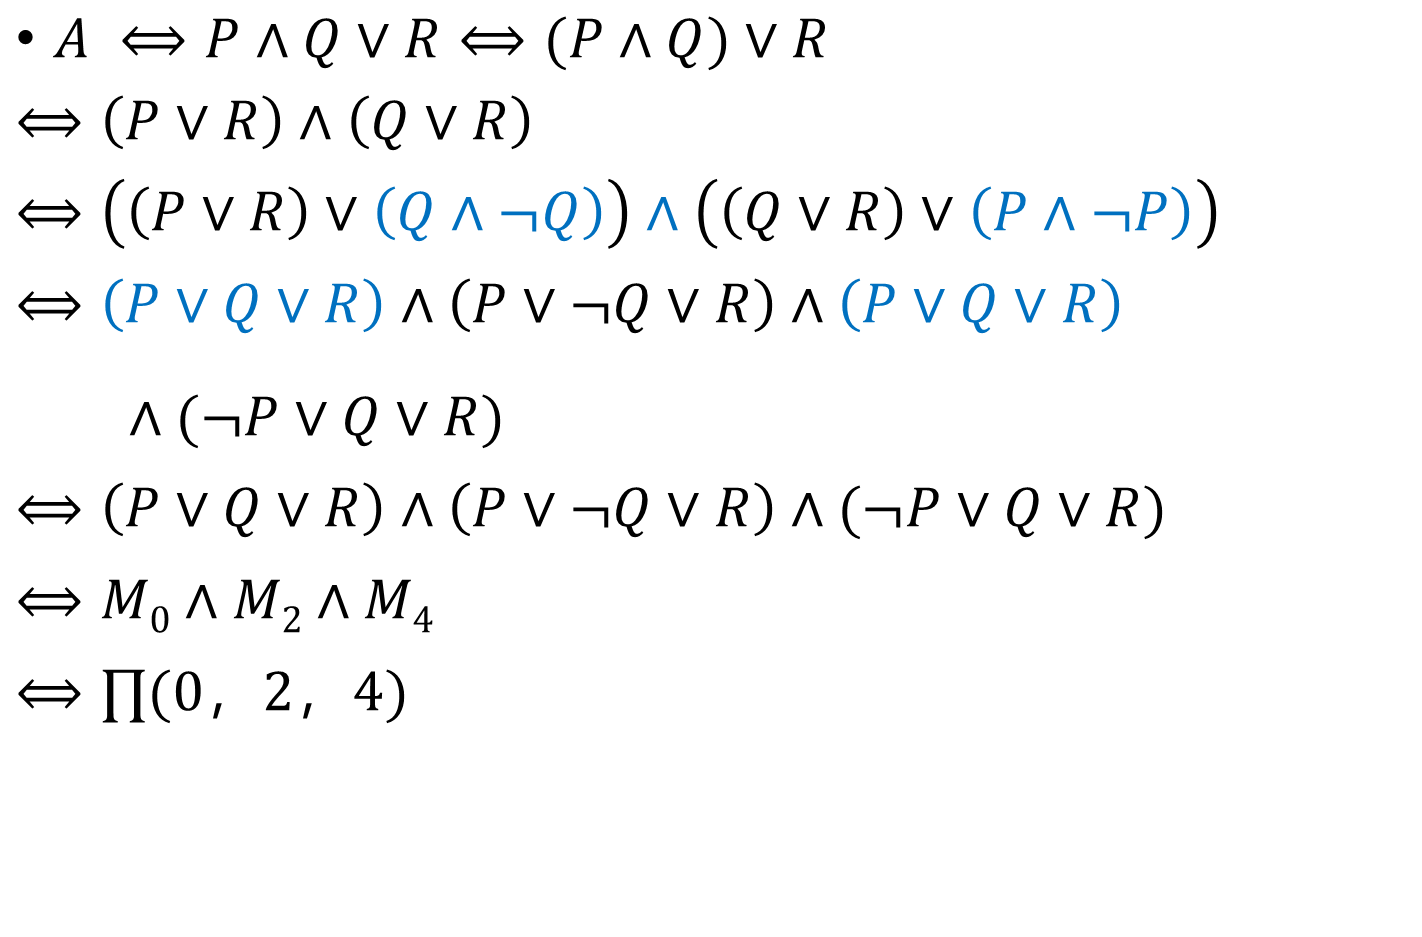 • A ⟺ P ∧ Q ∨ R ⟺ (P ∧ Q) ∨ R
⟺ (P ∨ R) ∧ (Q ∨ R)
⟺ ((P ∨ R) ∨ (Q ∧ ¬Q)) ∧ ((Q ∨ R) ∨ (P ∧ ¬P))
⟺ (P ∨ Q ∨ R) ∧ (P ∨ ¬Q ∨ R) ∧ (P ∨ Q ∨ R)
∧ (¬P ∨ Q ∨ R)
⟺ (P ∨ Q ∨ R) ∧ (P ∨ ¬Q ∨ R) ∧ (¬P ∨ Q ∨ R)
⟺ M₀ ∧ M₂ ∧ M₄
⟺ ∏(0, 2, 4)